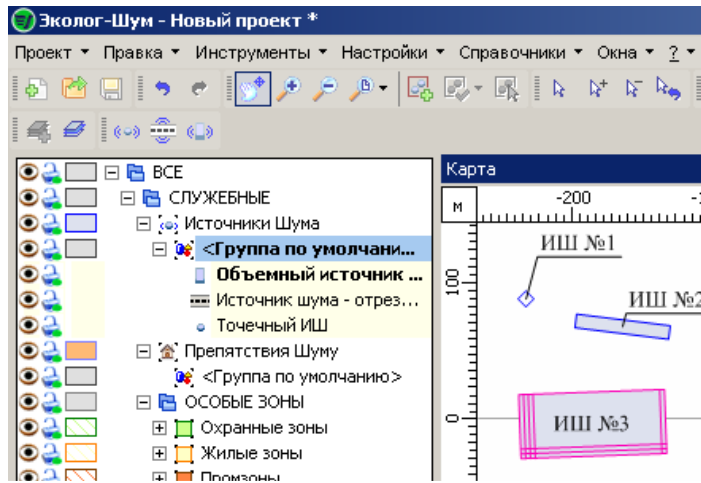 Эколог-Шум - Новый проект *
Проект Правка Инструменты Настройки Справочники Окна ?
ВСЕ
СЛУЖЕБНЫЕ
Источники Шума
<Группа по умолчани...
Объемный источник ...
Источник шума - отрез...
Точечный ИШ
Препятствия Шуму
<Группа по умолчанию>
ОСОБЫЕ ЗОНЫ
Охранные зоны
Жилые зоны
Промзоны
Карта
м
-200
-1
100
0
ИШ №1
ИШ №2
ИШ №3